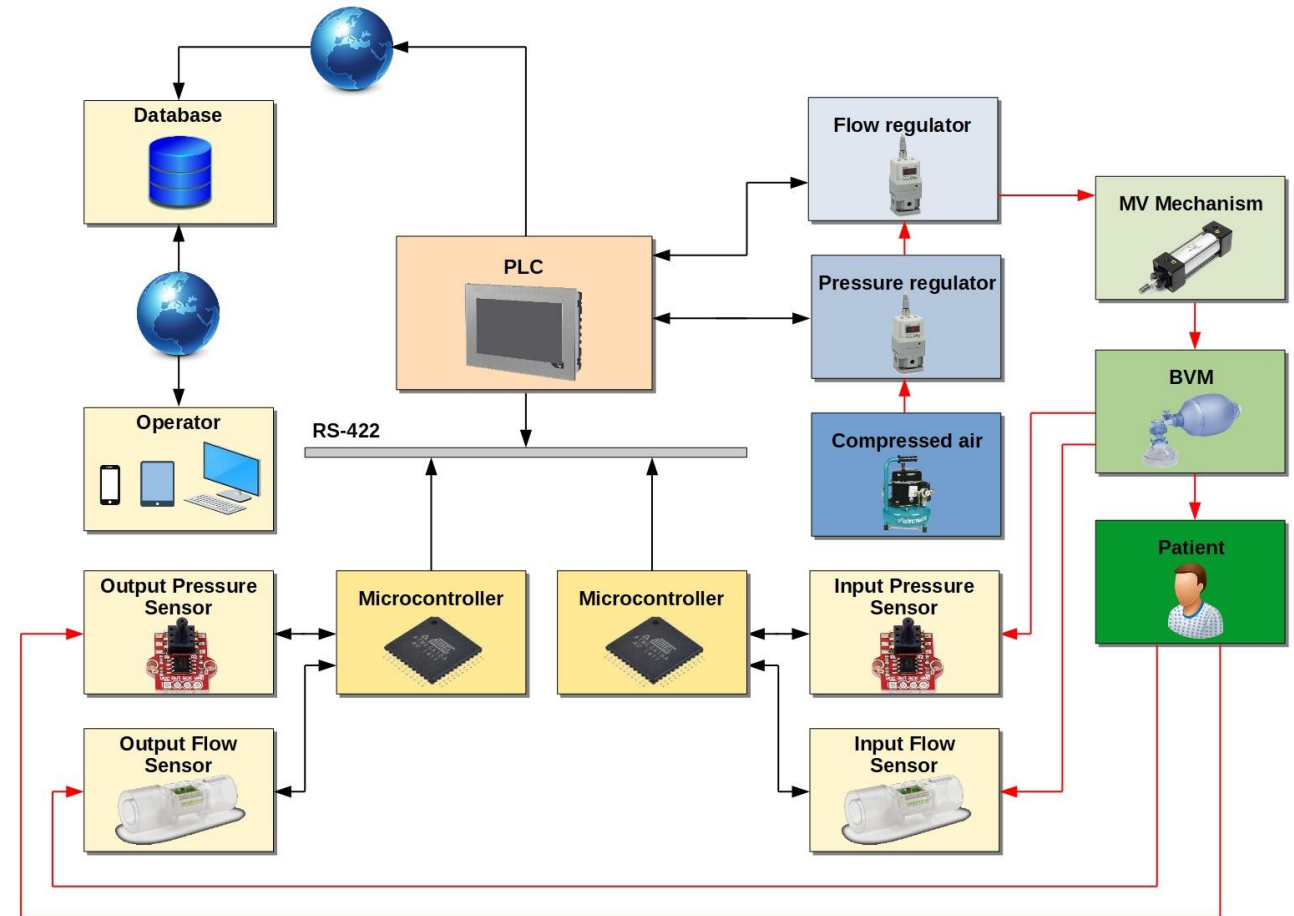 Database
Flow regulator
MV Mechanism
PLC
Pressure regulator
BVM
Operator
RS-422
Compressed air
Patient
Output Pressure
Sensor
Microcontroller
Microcontroller
Input Pressure
Sensor
Output Flow
Sensor
Input Flow
Sensor